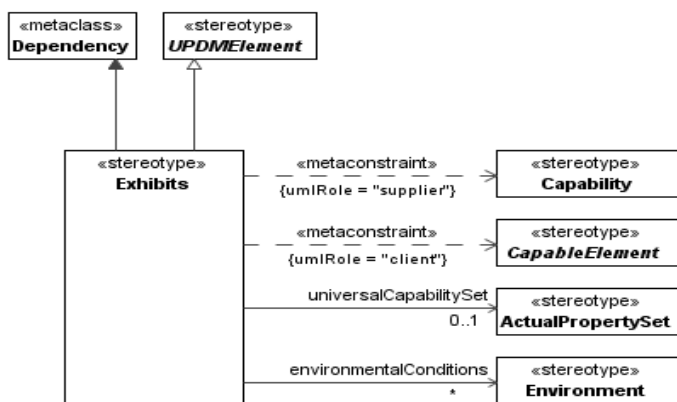 «metaclass»
Dependency
«stereotype»
UPDMElement
«stereotype»
Exhibits
«metaconstraint»
{umlRole = "supplier"}
«stereotype»
Capability
«metaconstraint»
{umlRole = "client"}
«stereotype»
CapableElement
universalCapabilitySet
0..1
«stereotype»
ActualPropertySet
environmentalConditions
*
«stereotype»
Environment